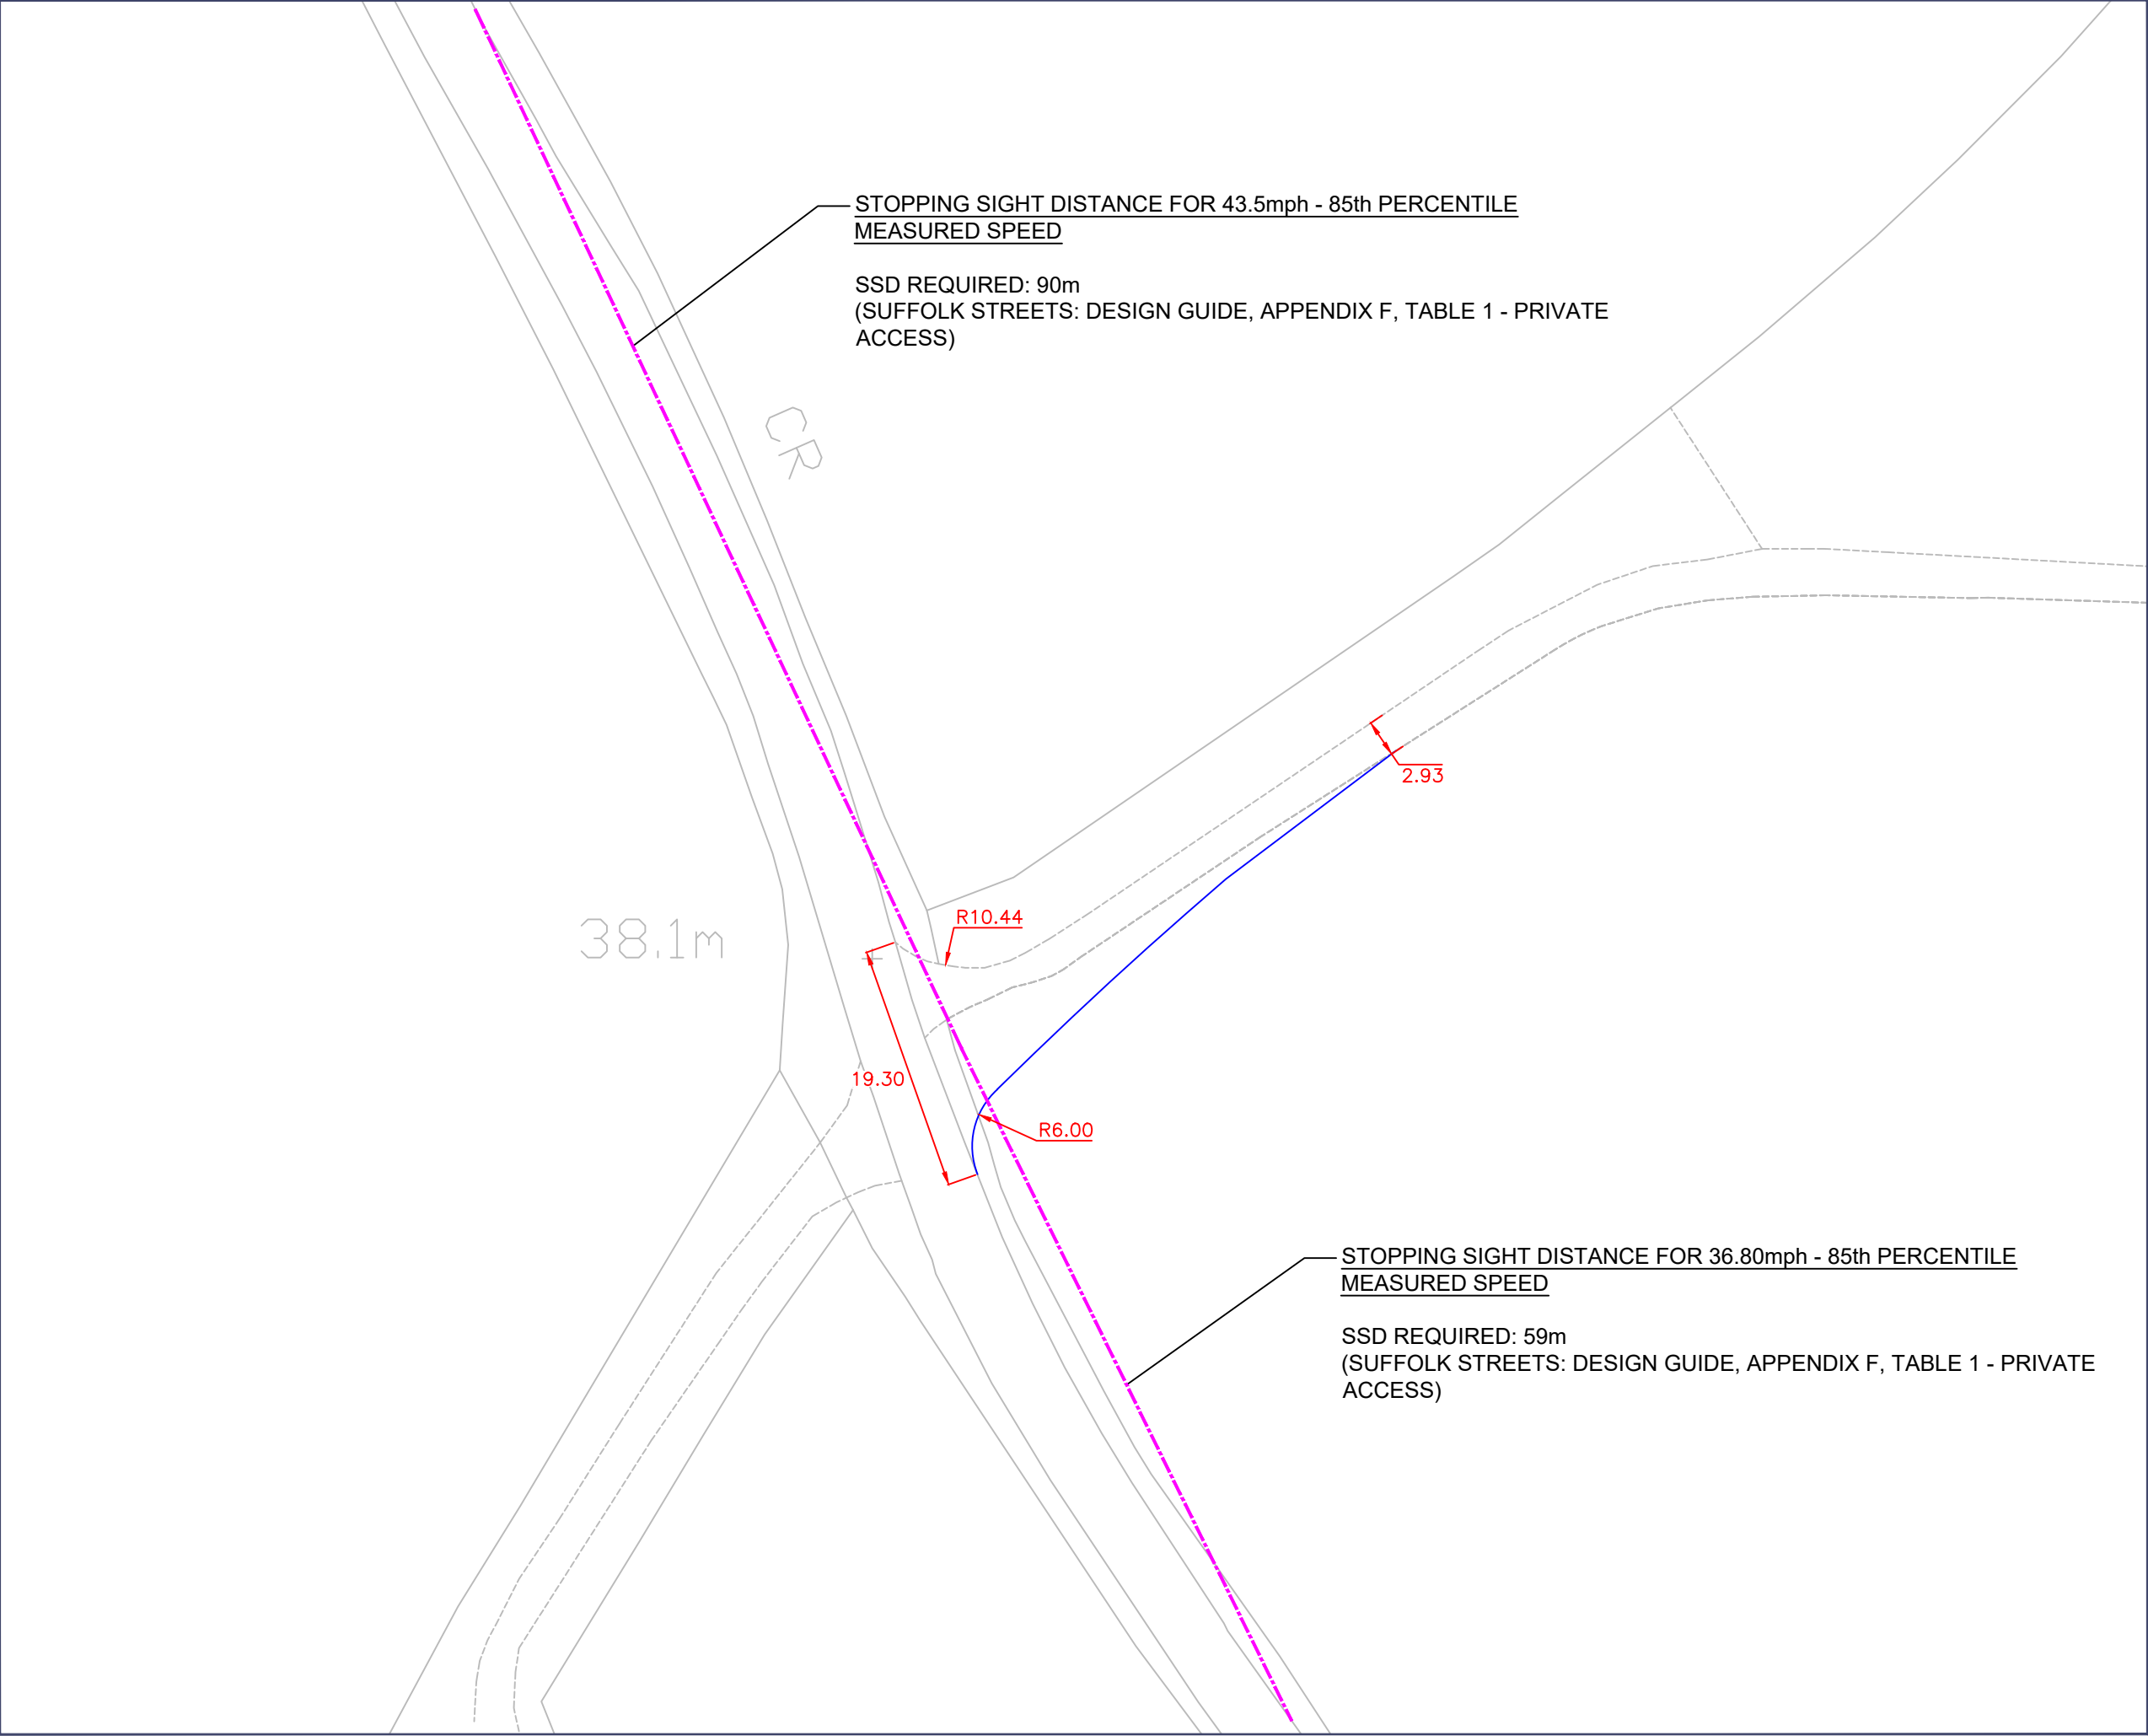 STOPPING SIGHT DISTANCE FOR 43.5mph - 85th PERCENTILE
MEASURED SPEED
SSD REQUIRED: 90m
(SUFFOLK STREETS: DESIGN GUIDE, APPENDIX F, TABLE 1 - PRIVATE
ACCESS)
CR
2.93
R10.44
38.1m
19.30
R6.00
STOPPING SIGHT DISTANCE FOR 36.80mph - 85th PERCENTILE
MEASURED SPEED
SSD REQUIRED: 59m
(SUFFOLK STREETS: DESIGN GUIDE, APPENDIX F, TABLE 1 - PRIVATE
ACCESS)